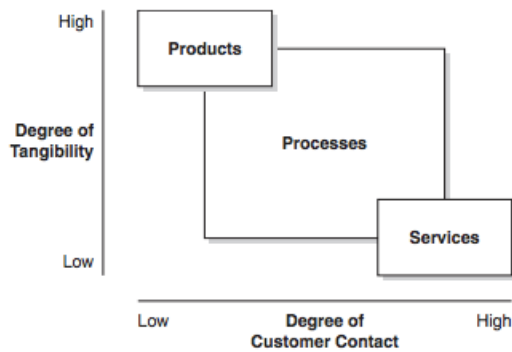 High
Products
Degree of
Tangibility
Processes
Services
Low
Low
Degree of
Customer Contact
High